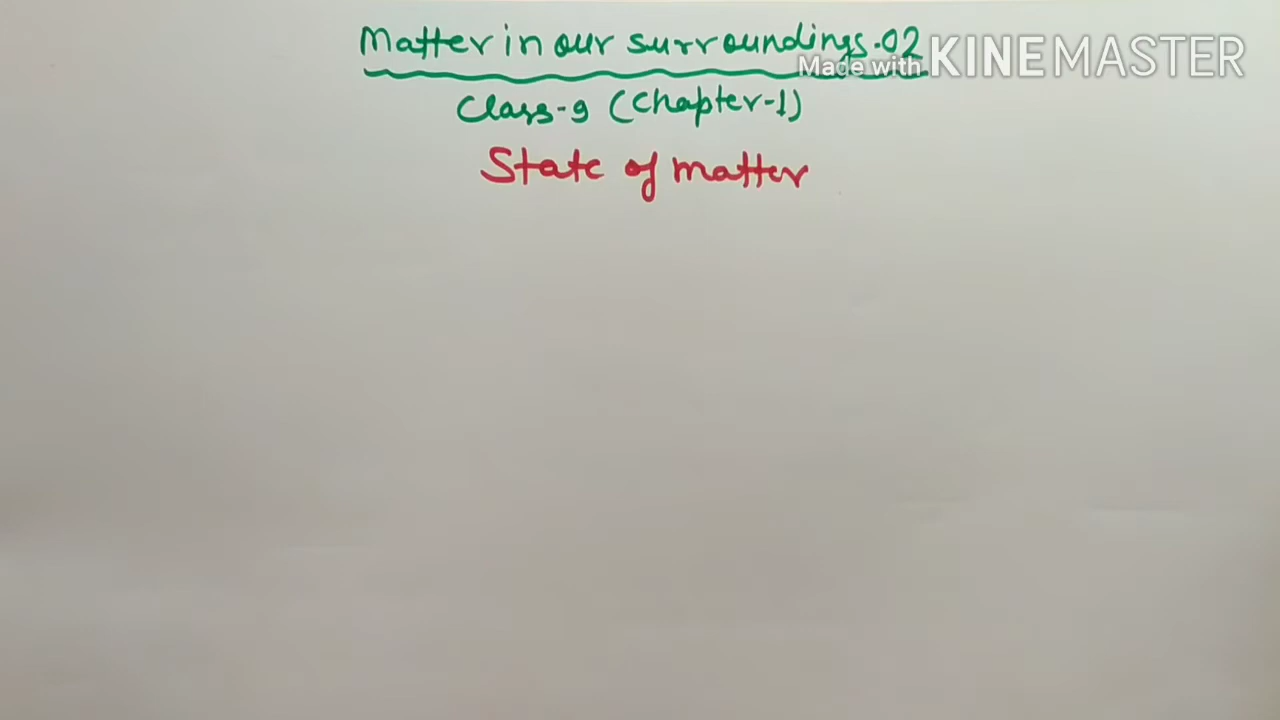 Matter in our surroundings.02
Made with KINEMASTER
Class-9 (Chapter-1)
State of matter